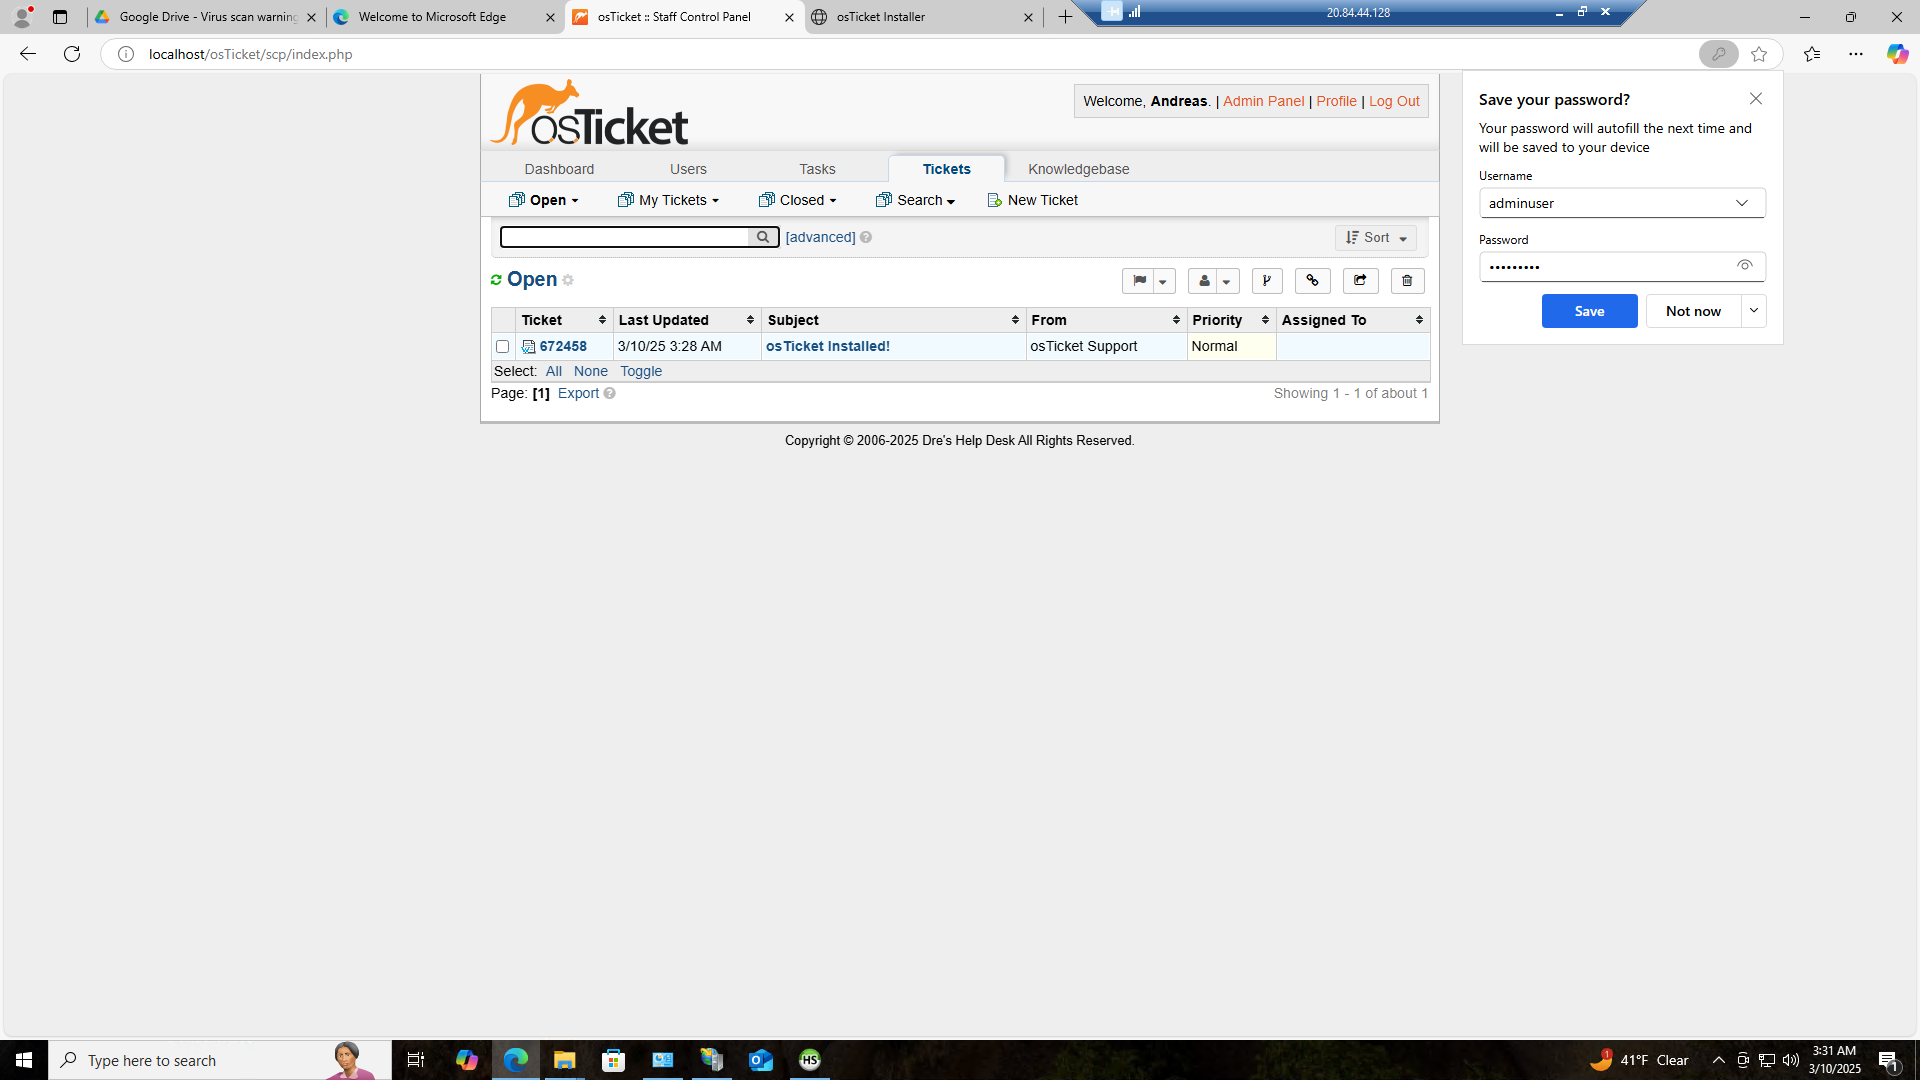 Google Drive - Virus scan warning
Welcome to Microsoft Edge
osTicket :: Staff Control Panel
osTicket Installer
20.84.44.128
localhost/osTicket/scp/index.php
osTicket
Welcome, Andreas. | Admin Panel | Profile | Log Out
Dashboard Users Tasks Tickets Knowledgebase
Open My Tickets Closed Search New Ticket
[advanced] ?
Sort
Open
Ticket Last Updated Subject From Priority Assigned To
672458 3/10/25 3:28 AM osTicket Installed! osTicket Support Normal
Select: All None Toggle
Page: [1] Export ? Showing 1 - 1 of about 1
Copyright © 2006-2025 Dre's Help Desk All Rights Reserved.
Save your password?
Your password will autofill the next time and
will be saved to your device
Username
adminuser
Password
•••••••••
Save Not now
Type here to search
HS
1
41°F Clear
3:31 AM
3/10/2025
1